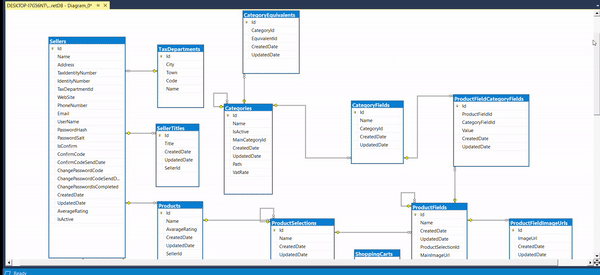 CategoryEquivalents
Id
CategoryId
EquivalentId
CreatedDate
UpdatedDate
Sellers
Id
Name
Address
TaxIdentityNumber
IdentityNumber
TaxDepartmentId
WebSite
PhoneNumber
Email
UserName
PasswordHash
PasswordSalt
IsConfirm
ConfirmCode
ConfirmCodeSendDate
ChangePasswordCode
ChangePasswordCodeSendD...
ChangePasswordIsCompleted
CreatedDate
UpdatedDate
AverageRating
IsActive
TaxDepartments
Id
City
Town
Code
Name
SellerTitles
Id
Title
CreatedDate
UpdatedDate
SellerId
Products
Id
Name
AverageRating
CreatedDate
UpdatedDate
SellerId
Categories
Id
Name
IsActive
MainCategoryId
CreatedDate
UpdatedDate
Path
VatRate
ProductSelections
Id
Name
CreatedDate
UpdatedDate
CategoryFields
Id
Name
CategoryId
CreatedDate
UpdatedDate
ShoppingCarts
ProductFieldCategoryFields
Id
ProductFieldId
CategoryFieldId
Value
CreatedDate
UpdatedDate
ProductFields
Id
Name
CreatedDate
UpdatedDate
ProductSelectionId
MainImageUrl
ProductFieldImageUrls
Id
ImageUrl
CreatedDate
UpdatedDate
Ready